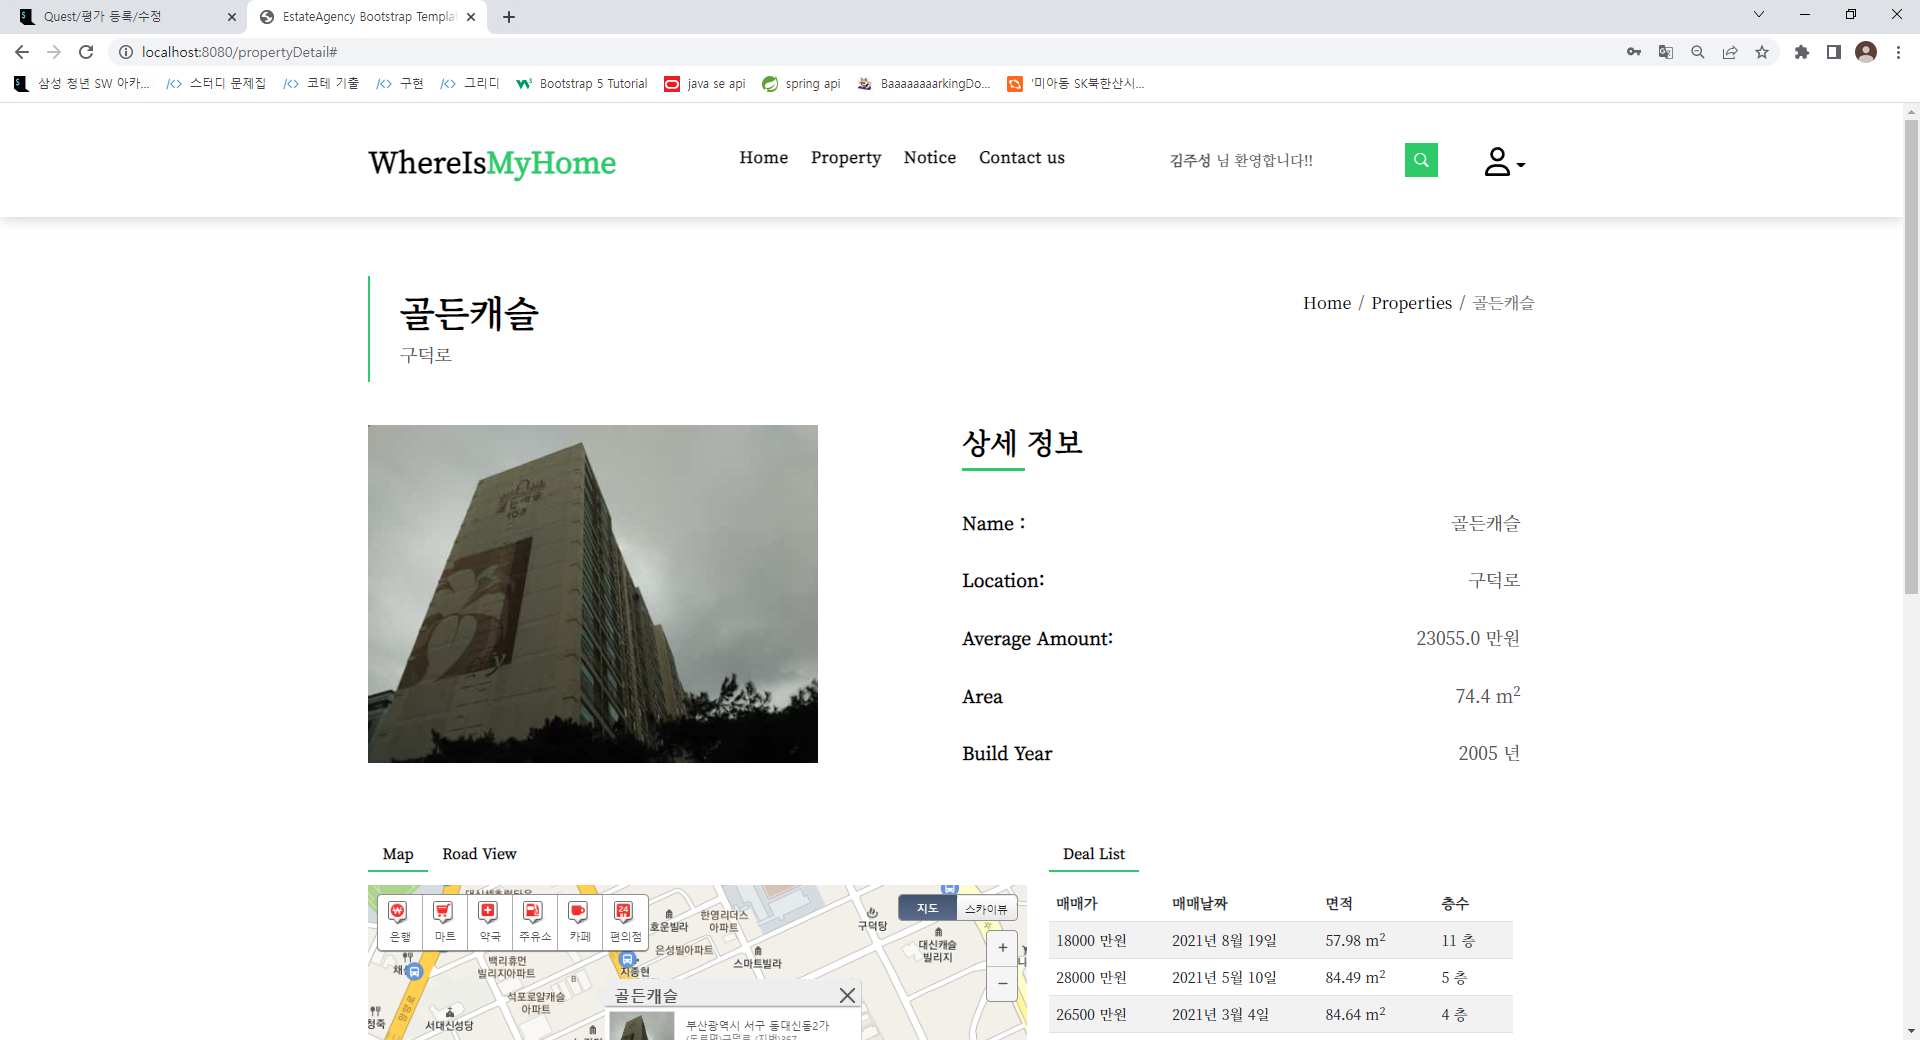 Quest/평가 등록/수정
EstateAgency Bootstrap Templa
localhost:8080/propertyDetail#
삼성 청년 SW 아카...
스터디 문제집
코테 기출
구현
그리디
Bootstrap 5 Tutorial
java se api
spring api
BaaaaaaaarkingDo...
'미아동 SK북한산시...
WhereIsMyHome
Home
Property
Notice
Contact us
김주성 님 환영합니다!!
골든캐슬
구덕로
Home / Properties / 골든캐슬
상세 정보
Name :
골든캐슬
Location:
구덕로
Average Amount:
23055.0 만원
Area
74.4 m²
Build Year
2005 년
Map
Road View
은행
마트
약국
주유소
카페
편의점
지도
스카이뷰
호운빌라
한영리더스
아파트
구덕탕
은성빌아파트
대신캐슬
빌리지
백리휴먼
빌리지아파트
지종현
스마트빌라
B
석포로얄캐슬
아파트
서대신성당
골든캐슬
부산광역시 서구 동대신동2가
Deal List
매매가 매매날짜 면적 층수
18000 만원 2021년 8월 19일 57.98 m² 11 층
28000 만원 2021년 5월 10일 84.49 m² 5 층
26500 만원 2021년 3월 4일 84.64 m² 4 층